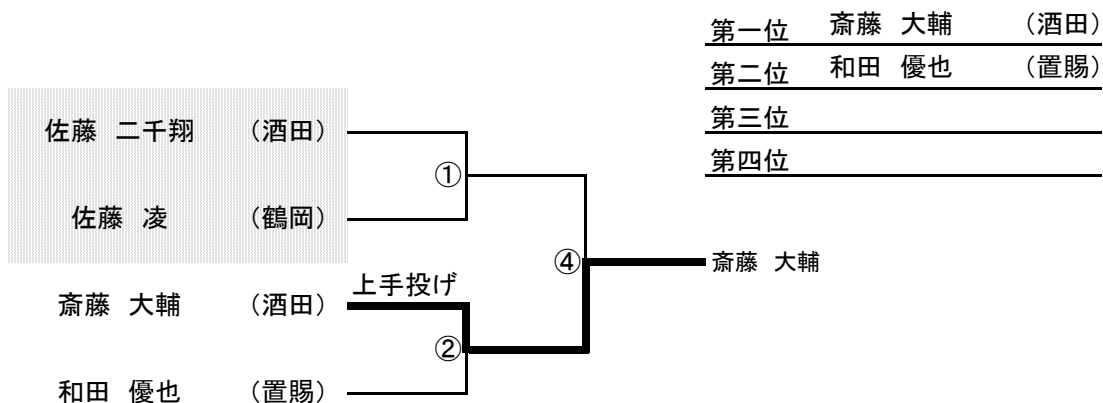 第一位 斎藤 大輔 （酒田）
第二位 和田 優也 （置賜）
第三位
第四位
佐藤 二千翔 （酒田）
①
佐藤 凌 （鶴岡）
④ 斎藤 大輔
斎藤 大輔 （酒田） 上手投げ
②
和田 優也 （置賜）